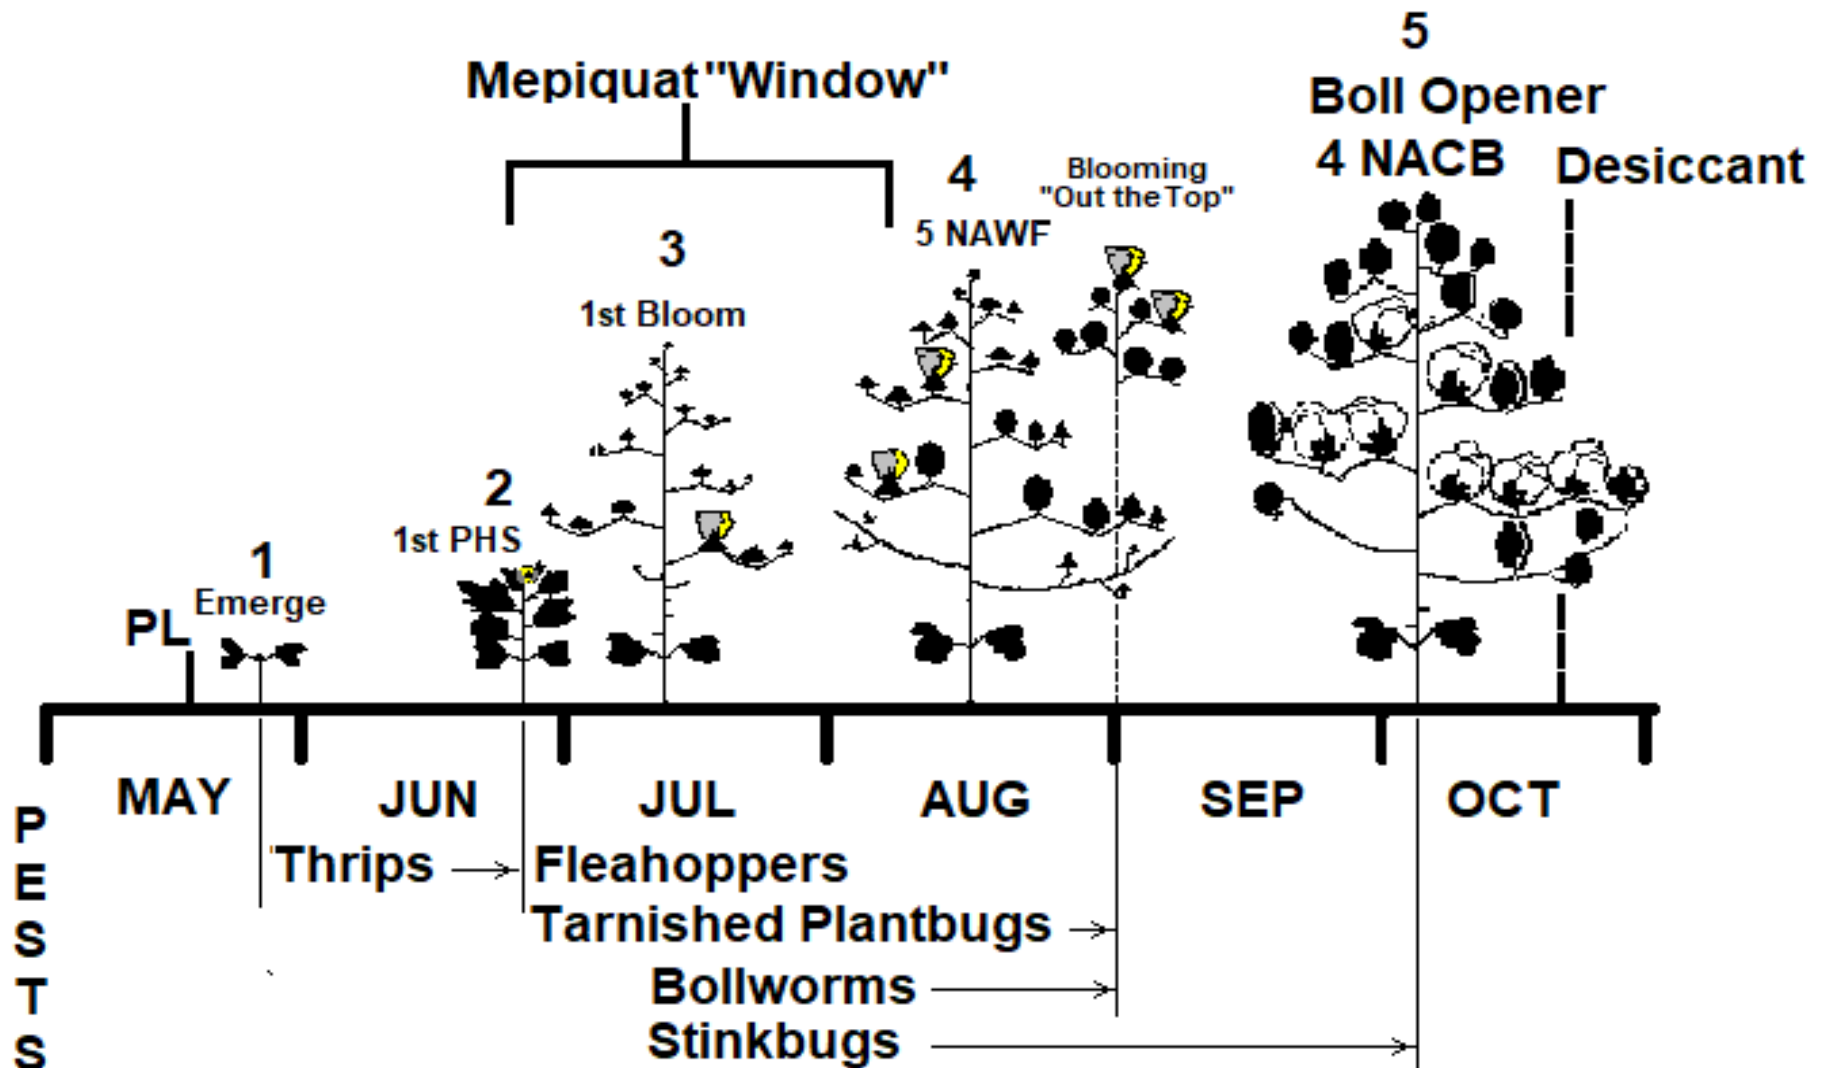 5
Mepiquat "Window"
Boll Opener
4 NACB
Desiccant
4
Blooming
"Out the Top"
5 NAWF
3
1st Bloom
2
1st PHS
1
Emerge
PL
MAY
JUN
JUL
AUG
SEP
OCT
PESTS
Thrips
Fleahoppers
Tarnished Plantbugs
Bollworms
Stinkbugs